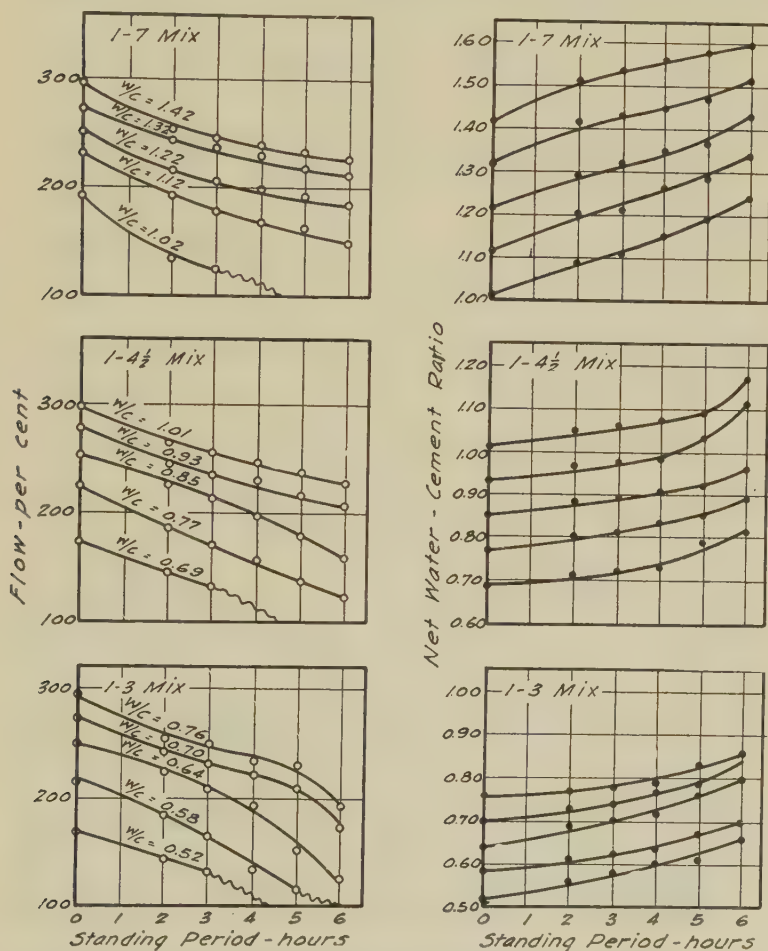 1-7 Mix
300
200
100
W/C = 1.42
W/C = 1.32
W/C = 1.22
W/C = 1.12
W/C = 1.02
1-4½ Mix
300
200
100
W/C = 1.01
W/C = 0.93
W/C = 0.85
W/C = 0.77
W/C = 0.69
Flow - per cent
1-3 Mix
300
200
100
W/C = 0.76
W/C = 0.70
W/C = 0.64
W/C = 0.58
W/C = 0.52
0 1 2 3 4 5 6
Standing Period - hours
1-7 Mix
1.60
1.50
1.40
1.30
1.20
1.10
1.00
1-4½ Mix
1.20
1.10
1.00
0.90
0.80
0.70
0.60
Net Water - Cement Ratio
1-3 Mix
1.00
0.90
0.80
0.70
0.60
0.50
0 1 2 3 4 5 6
Standing Period - hours